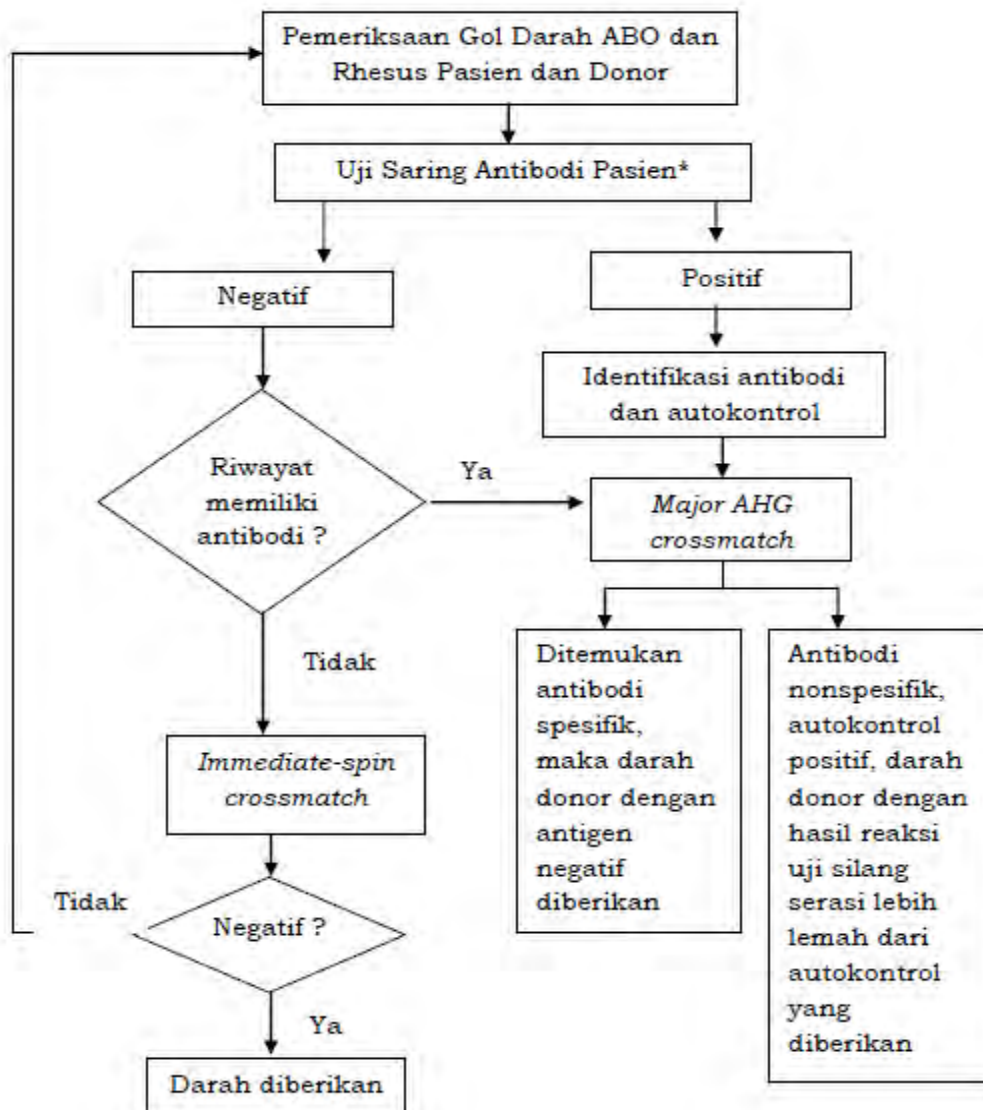 Pemeriksaan Gol Darah ABO dan
Rhesus Pasien dan Donor
Uji Saring Antibodi Pasien*
Negatif
Positif
Identifikasi antibodi
dan autokontrol
Riwayat
memiliki
antibodi ?
Ya
Major AHG
crossmatch
Tidak
Ditemukan
antibodi
spesifik,
maka darah
donor dengan
antigen
negatif
diberikan
Antibodi
nonspesifik,
autokontrol
positif, darah
donor dengan
hasil reaksi
uji silang
serasi lebih
lemah dari
autokontrol
yang
diberikan
Immediate-spin
crossmatch
Tidak
Negatif ?
Ya
Darah diberikan